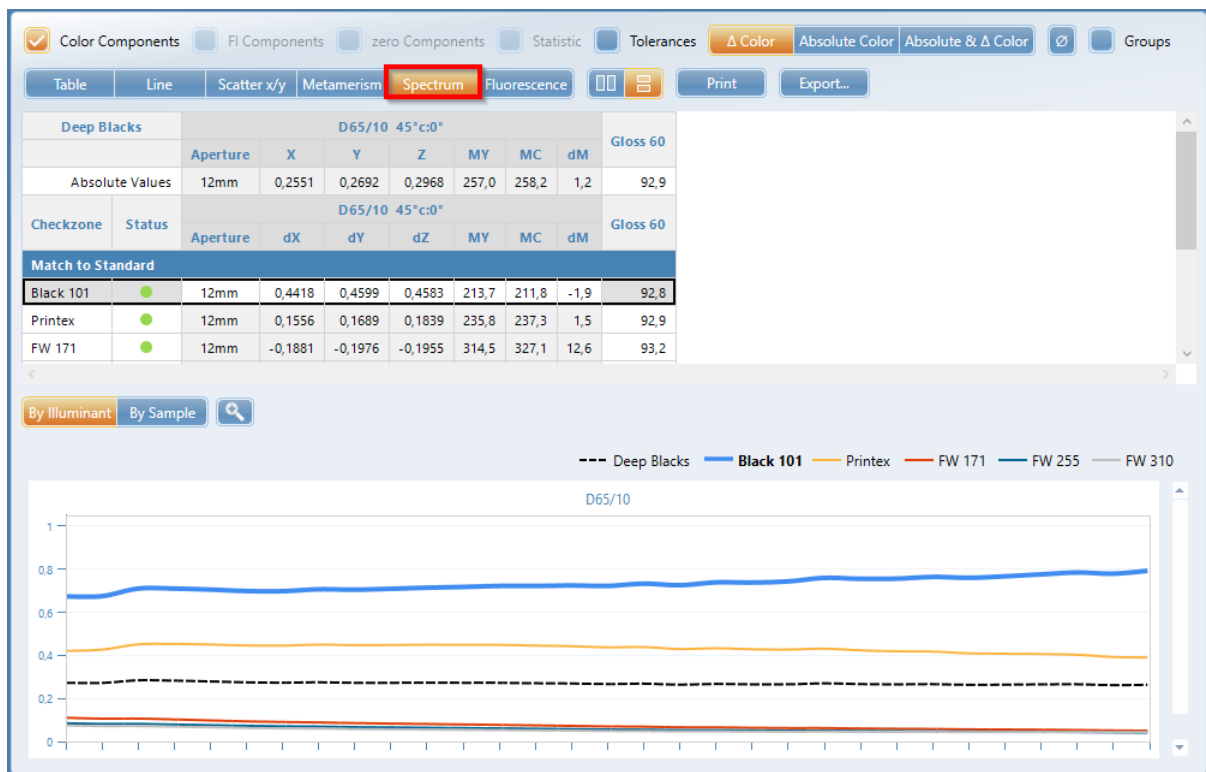 Color Components FI Components zero Components Statistic Tolerances Δ Color Absolute Color Absolute & Δ Color Ø Groups
Table Line Scatter x/y Metamerism Spectrum Fluorescence Print Export...
Deep Blacks D65/10 45°c:0° Gloss 60
Aperture X Y Z MY MC dM
Absolute Values 12mm 0,2551 0,2692 0,2968 257,0 258,2 1,2 92,9
Checkzone Status D65/10 45°c:0° Gloss 60
Aperture dX dY dZ MY MC dM
Match to Standard
Black 101 12mm 0,4418 0,4599 0,4583 213,7 211,8 -1,9 92,8
Printex 12mm 0,1556 0,1689 0,1839 235,8 237,3 1,5 92,9
FW 171 12mm -0,1881 -0,1976 -0,1955 314,5 327,1 12,6 93,2
By Illuminant By Sample
Deep Blacks Black 101 Printex FW 171 FW 255 FW 310
D65/10
1
0,8
0,6
0,4
0,2
0